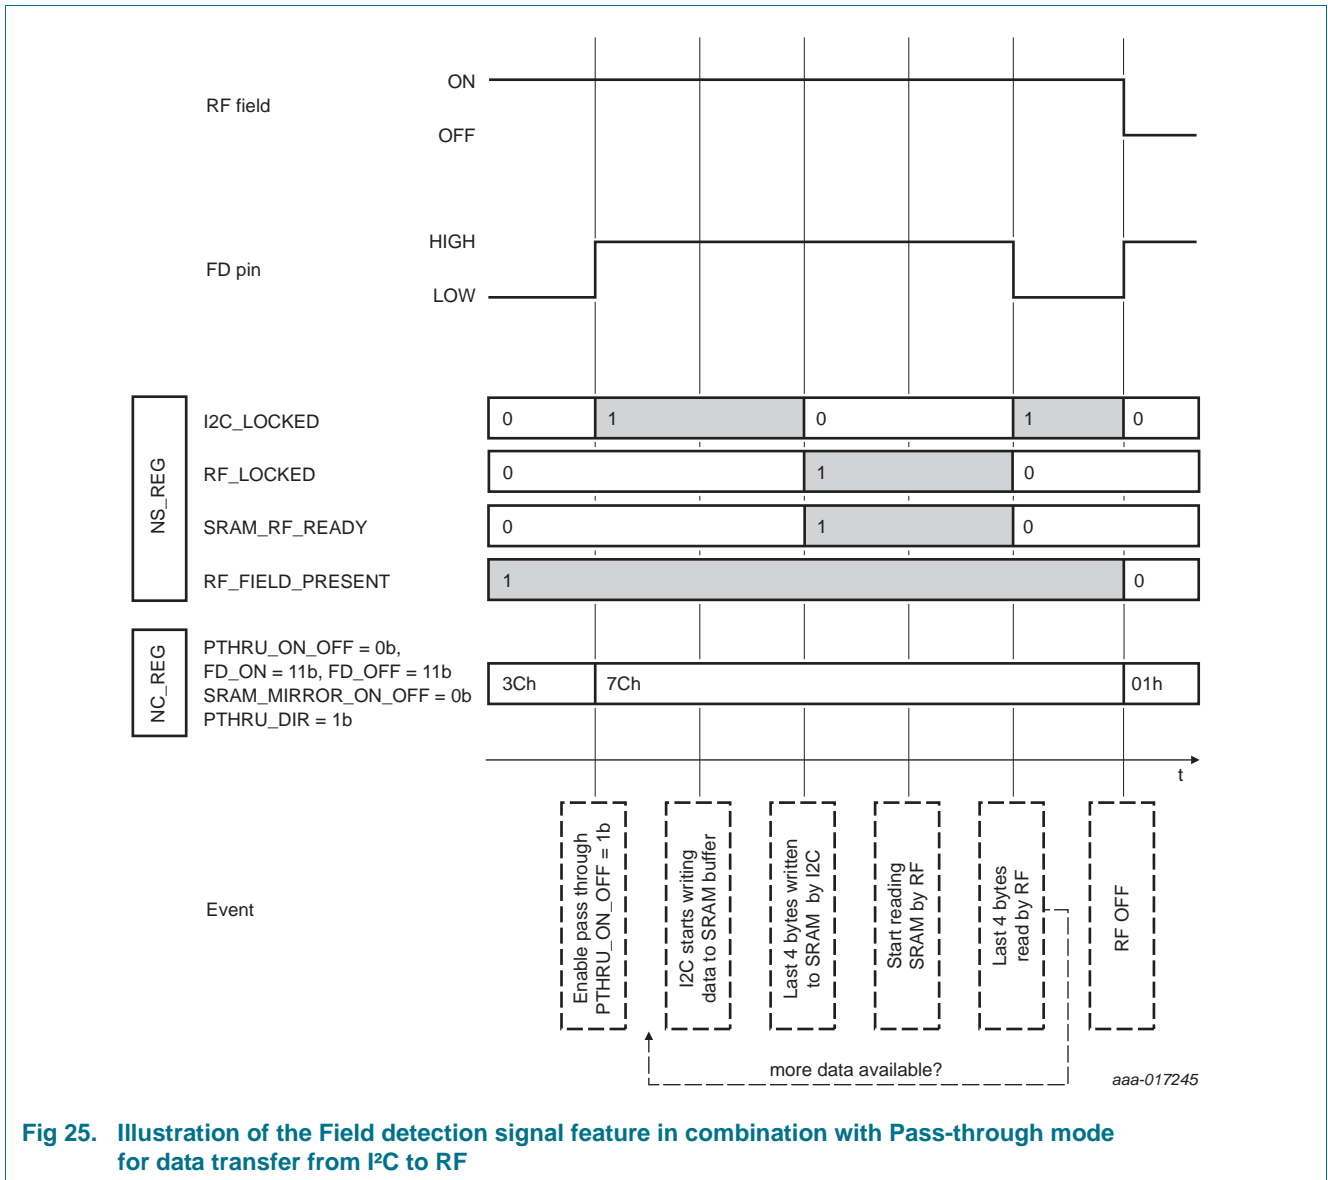 ON
RF field
OFF
HIGH
FD pin
LOW
NS_REG
I2C_LOCKED
0 1 0 1 0
RF_LOCKED
0 1 0
SRAM_RF_READY
0 1 0
RF_FIELD_PRESENT
1 0
NC_REG
PTHRU_ON_OFF = 0b,
FD_ON = 11b, FD_OFF = 11b
SRAM_MIRROR_ON_OFF = 0b
PTHRU_DIR = 1b
3Ch 7Ch 01h
t
Event
Enable pass through
PTHRU_ON_OFF = 1b
I2C starts writing
data to SRAM buffer
Last 4 bytes written
to SRAM by I2C
Start reading
SRAM by RF
Last 4 bytes
read by RF
RF OFF
more data available?
aaa-017245
Fig 25. Illustration of the Field detection signal feature in combination with Pass-through mode
for data transfer from I²C to RF